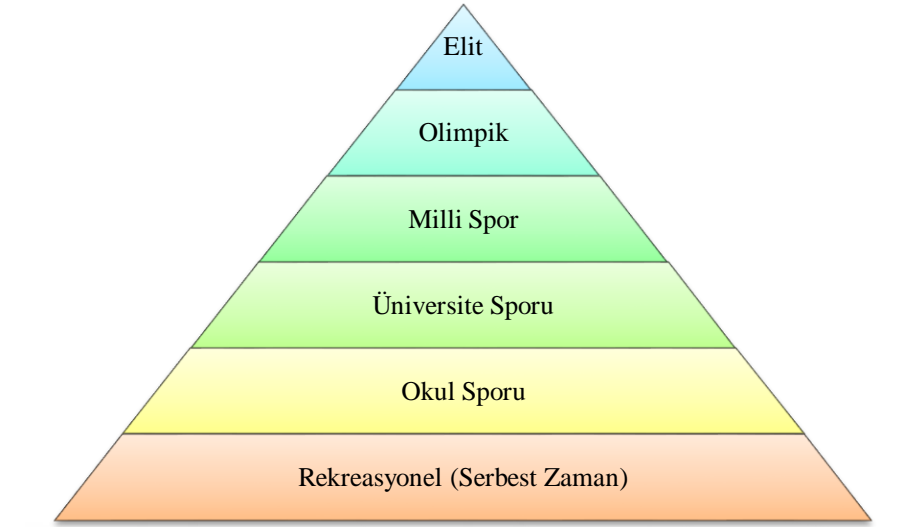 Elit
Olimpik
Milli Spor
Üniversite Sporu
Okul Sporu
Rekreasyonel (Serbest Zaman)